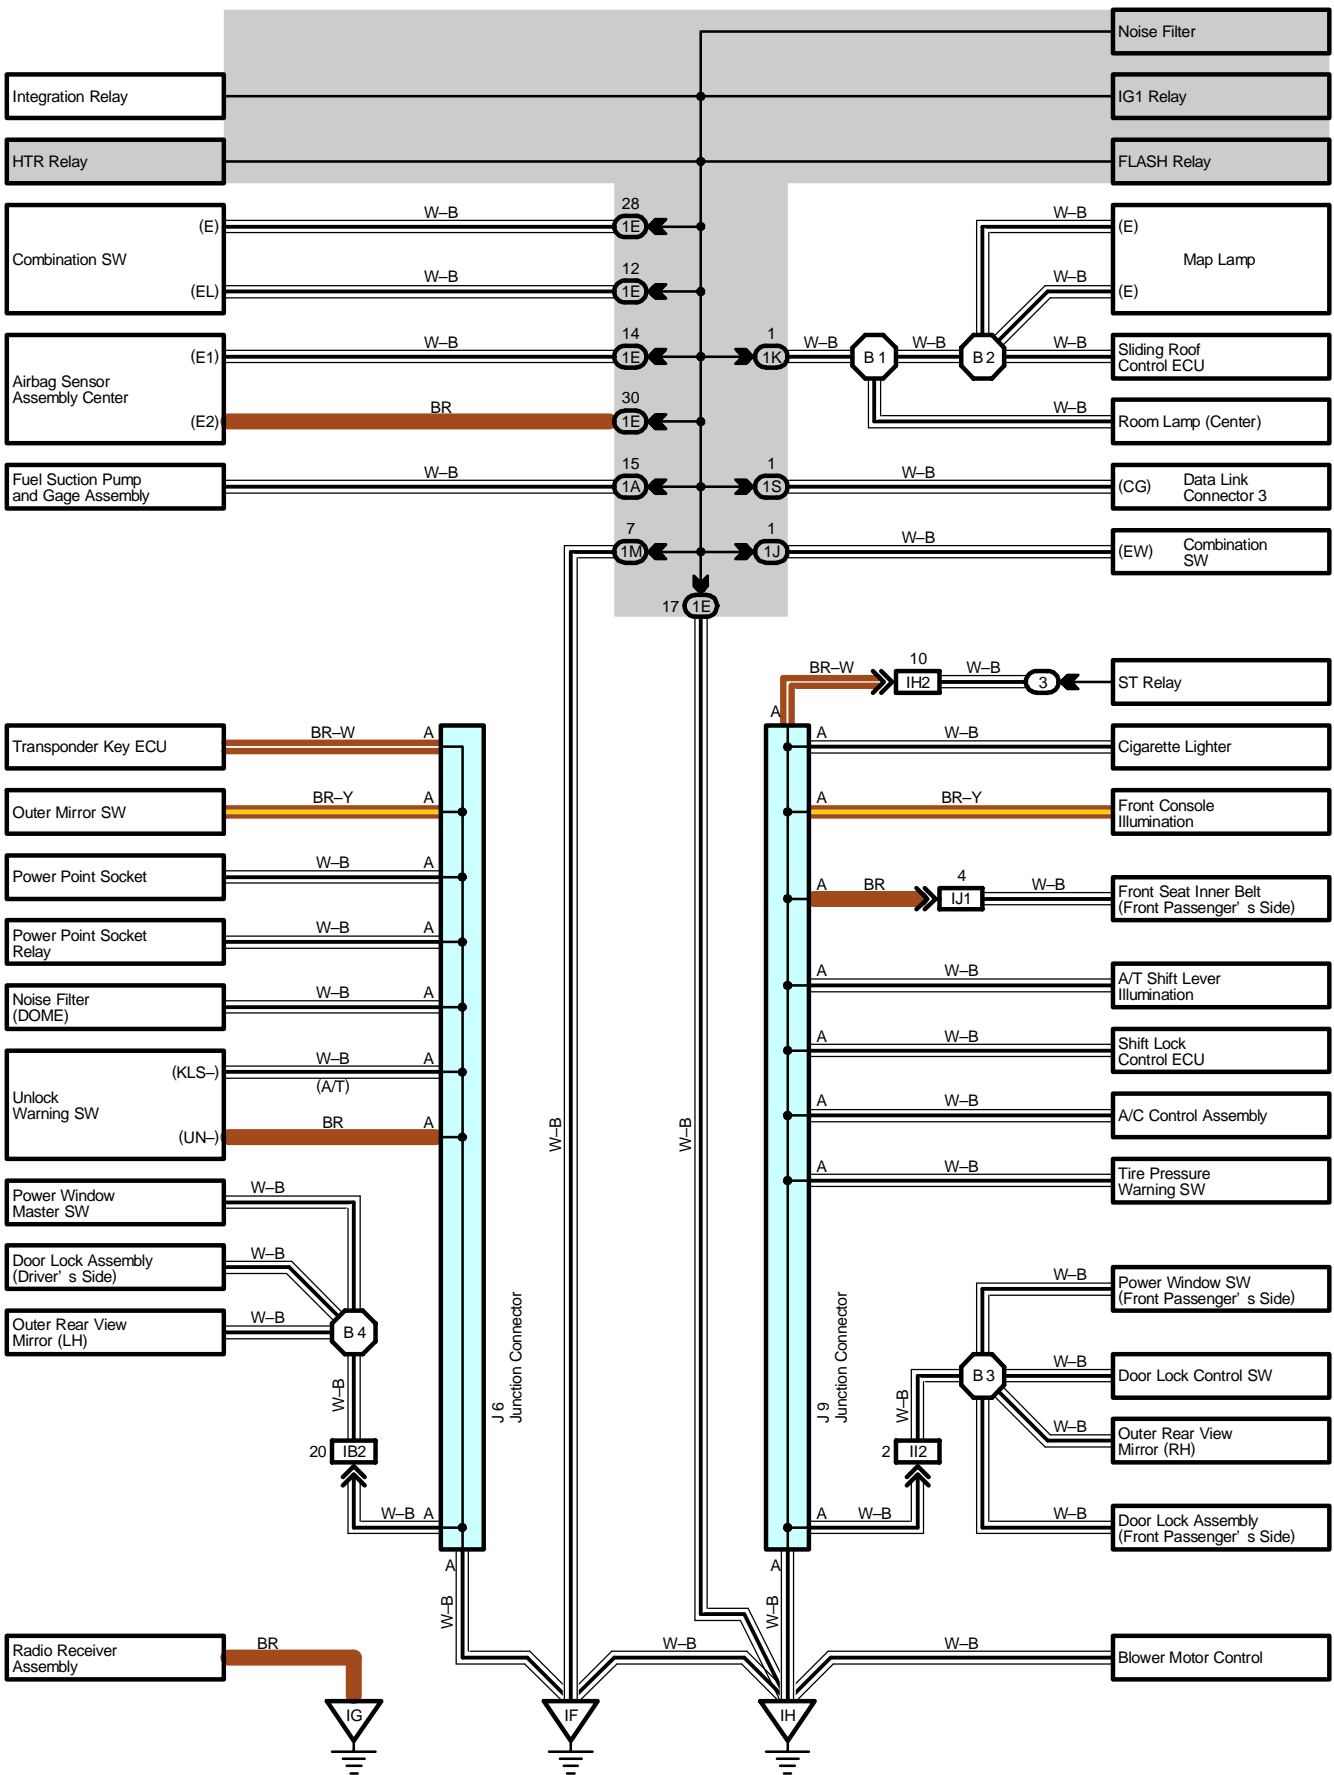 Noise Filter
Integration Relay
IG1 Relay
HTR Relay
FLASH Relay
Combination SW
(E)
W–B
28
1E
(EL)
W–B
12
1E
W–B
(E)
Map Lamp
W–B
(E)
Airbag Sensor
Assembly Center
(E1)
W–B
14
1E
(E2)
BR
30
1E
1
1K
W–B
B 1
W–B
B 2
W–B
Sliding Roof
Control ECU
W–B
Room Lamp (Center)
Fuel Suction Pump
and Gage Assembly
W–B
15
1A
1
1S
W–B
(CG)
Data Link
Connector 3
7
1M
1
1J
W–B
(EW)
Combination
SW
17
1E
BR–W
10
IH2
W–B
3
ST Relay
A
Transponder Key ECU
BR–W
A
A
W–B
Cigarette Lighter
Outer Mirror SW
BR–Y
A
A
BR–Y
Front Console
Illumination
Power Point Socket
W–B
A
A
BR
4
IJ1
W–B
Front Seat Inner Belt
(Front Passenger' s Side)
Power Point Socket
Relay
W–B
A
Noise Filter
(DOME)
W–B
A
A
W–B
A/T Shift Lever
Illumination
Unlock
Warning SW
(KLS–)
W–B
(A/T)
A
A
W–B
Shift Lock
Control ECU
(UN–)
BR
A
W–B
W–B
A
W–B
A/C Control Assembly
Power Window
Master SW
W–B
A
W–B
Tire Pressure
Warning SW
Door Lock Assembly
(Driver' s Side)
W–B
W–B
Power Window SW
(Front Passenger' s Side)
Outer Rear View
Mirror (LH)
W–B
B 4
W–B
J 6
Junction Connector
J 9
Junction Connector
W–B
B 3
W–B
Door Lock Control SW
W–B
Outer Rear View
Mirror (RH)
20
IB2
2
II2
W–B
A
A
W–B
W–B
Door Lock Assembly
(Front Passenger' s Side)
A
W–B
A
W–B
Radio Receiver
Assembly
BR
W–B
W–B
Blower Motor Control
IG
IF
IH